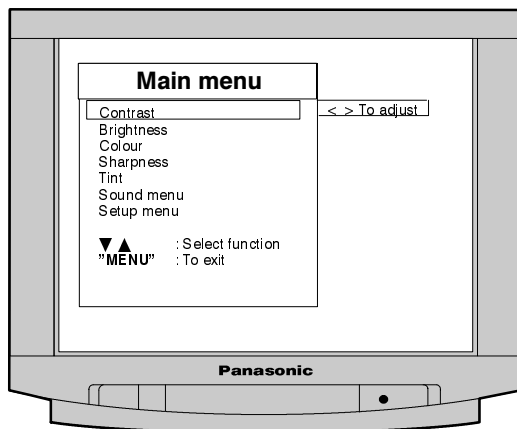 Main menu
Contrast < > To adjust
Brightness
Colour
Sharpness
Tint
Sound menu
Setup menu
▼ ▲ : Select function
"MENU" : To exit
Panasonic